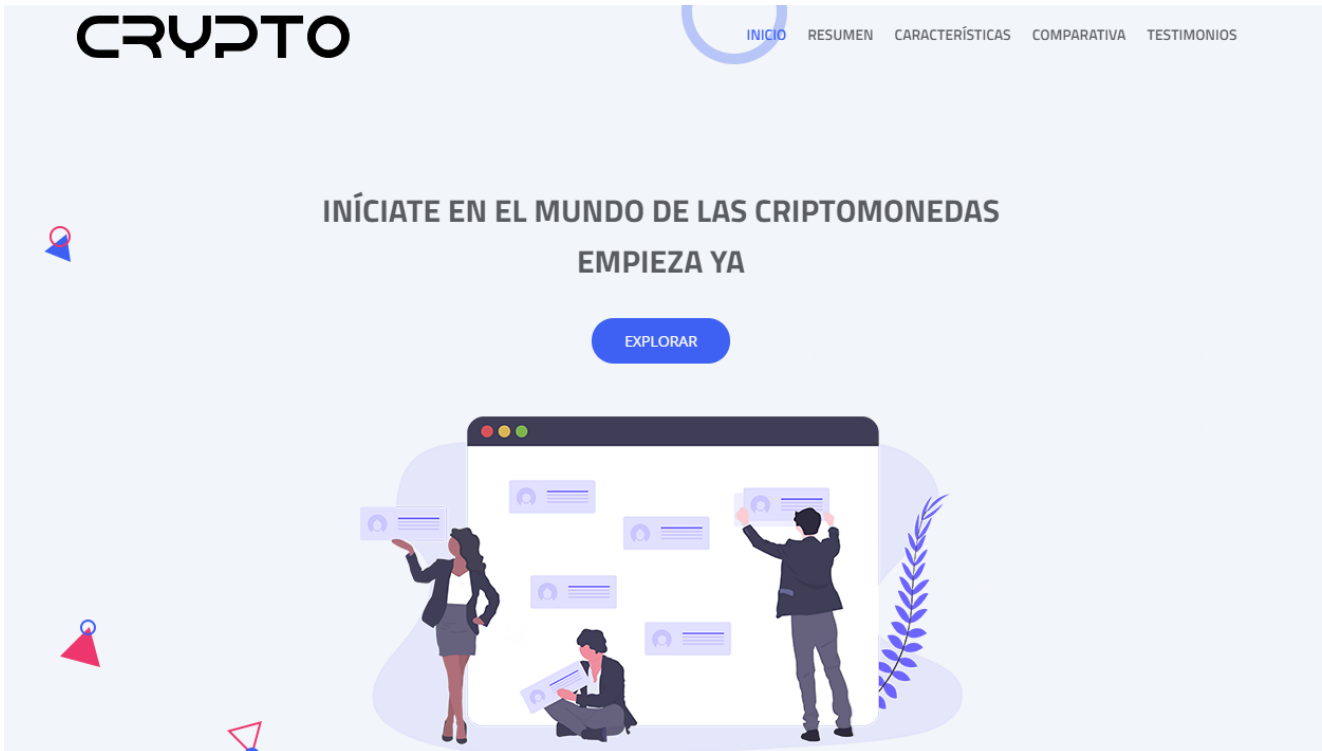 CRYPTO
INICIO RESUMEN CARACTERÍSTICAS COMPARATIVA TESTIMONIOS
INÍCIATE EN EL MUNDO DE LAS CRIPTOMONEDAS
EMPIEZA YA
EXPLORAR